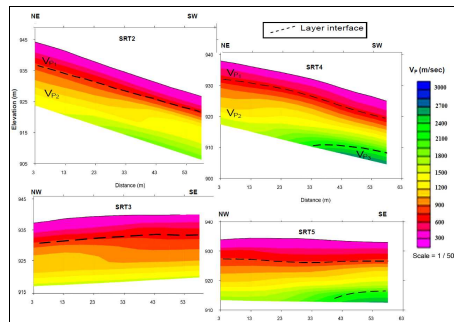 NE SW
SRT2
945
935
925
915
905
Elevation (m)
VP1
VP2
3 13 23 33 43 53
Distance (m)
Layer interface
NE SW
SRT4
940
930
920
910
900
VP1
VP2
3 13 23 33 43 53 63
Distance (m)
NW SE
SRT3
945
935
925
915
3 13 23 33 43 53
NW SE
SRT5
940
930
920
910
3 13 23 33 43 53 63
VP (m/sec)
3000
2700
2400
2100
1800
1500
1200
900
600
300
Scale = 1 / 50